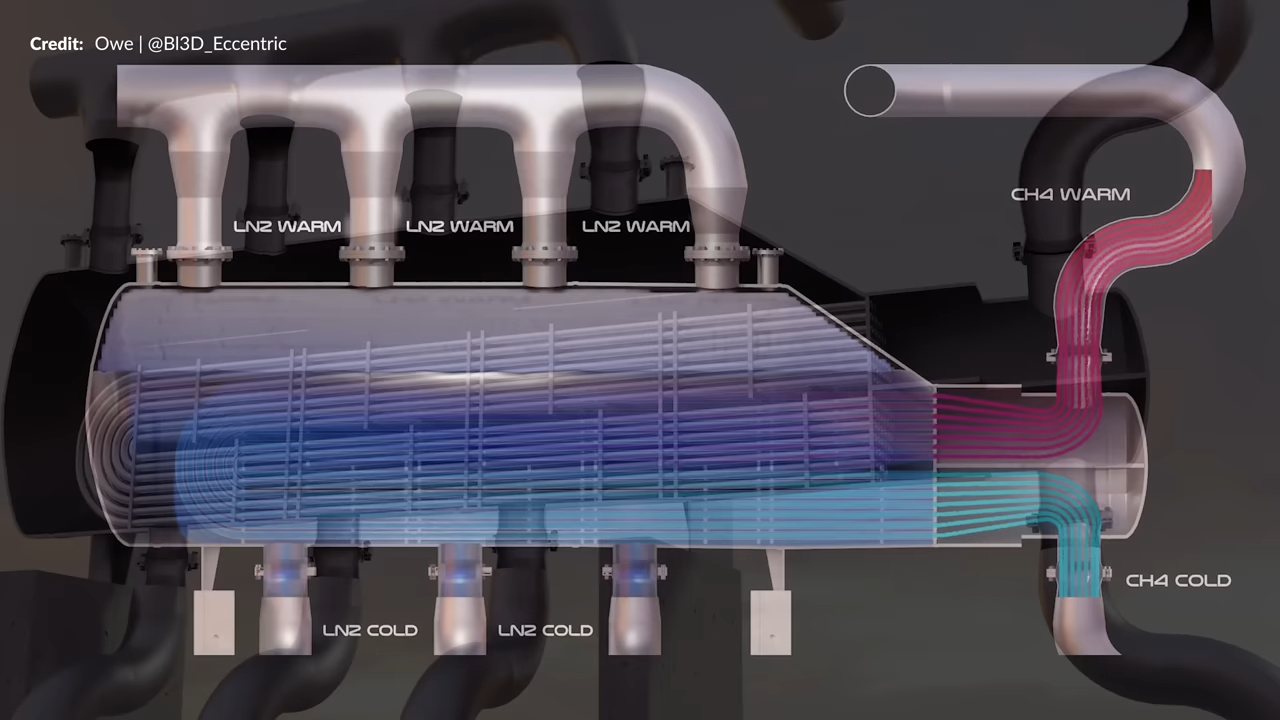 Credit: Owe | @Bl3D_Eccentric
CH4 WARM
LN2 WARM LN2 WARM LN2 WARM
CH4 COLD
LN2 COLD LN2 COLD